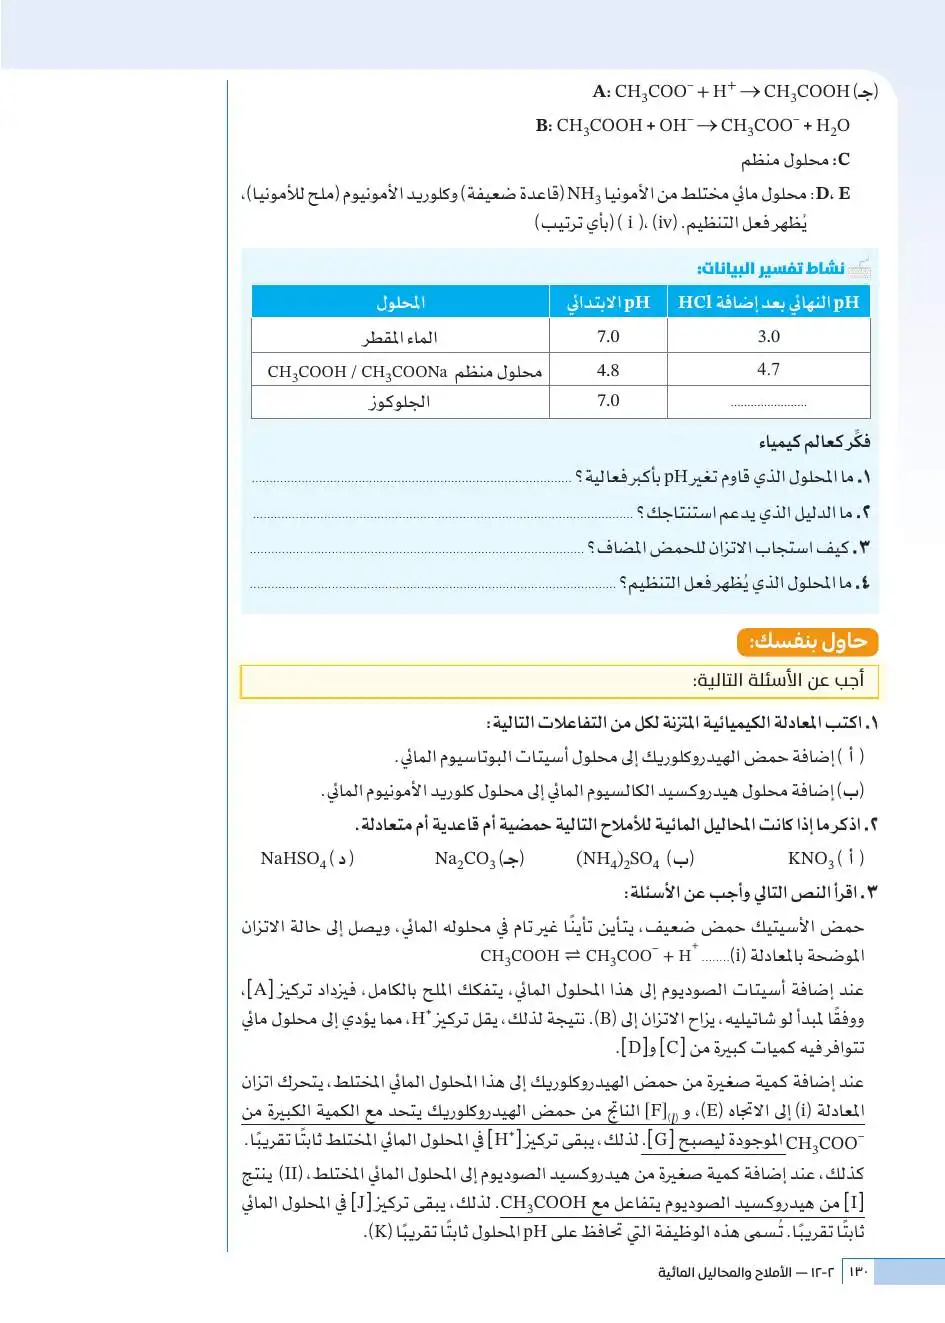 (جـ) A: CH₃COO⁻ + H⁺ → CH₃COOH
B: CH₃COOH + OH⁻ → CH₃COO⁻ + H₂O
C: محلول منظم
D، E: محلول مائي مختلط من الأمونيا NH₃ (قاعدة ضعيفة) وكلوريد الأمونيوم (ملح للأمونيا)،
يُظهر فعل التنظيم. (iv)، (i) (بأي ترتيب)
نشاط تفسير البيانات:
المحلول pH الابتدائي pH النهائي بعد إضافة HCl
الماء المقطر 7.0 3.0
محلول منظم CH₃COOH / CH₃COONa 4.8 4.7
الجلوكوز 7.0 .......................
فكِّر كعالم كيمياء
١. ما المحلول الذي قاوم تغير pH بأكبر فعالية؟ ........................................
٢. ما الدليل الذي يدعم استنتاجك؟ ........................................
٣. كيف استجاب الاتزان للحمض المضاف؟ ........................................
٤. ما المحلول الذي يُظهر فعل التنظيم؟ ........................................
حاول بنفسك:
أجب عن الأسئلة التالية:
١. اكتب المعادلة الكيميائية المتزنة لكل من التفاعلات التالية:
( أ ) إضافة حمض الهيدروكلوريك إلى محلول أسيتات البوتاسيوم المائي.
(ب) إضافة محلول هيدروكسيد الكالسيوم المائي إلى محلول كلوريد الأمونيوم المائي.
٢. اذكر ما إذا كانت المحاليل المائية للأملاح التالية حمضية أم قاعدية أم متعادلة.
( أ ) KNO₃ (ب) (NH₄)₂SO₄ (جـ) Na₂CO₃ ( د ) NaHSO₄
٣. اقرأ النص التالي وأجب عن الأسئلة:
حمض الأسيتيك حمض ضعيف، يتأين تأينًا غير تام في محلوله المائي، ويصل إلى حالة الاتزان
الموضحة بالمعادلة (i)........ CH₃COOH ⇌ CH₃COO⁻ + H⁺
عند إضافة أسيتات الصوديوم إلى هذا المحلول المائي، يتفكك الملح بالكامل، فيزداد تركيز [A]،
ووفقًا لمبدأ لو شاتيليه، يزاح الاتزان إلى (B). نتيجة لذلك، يقل تركيز H⁺، مما يؤدي إلى محلول مائي
تتوافر فيه كميات كبيرة من [C] و[D].
عند إضافة كمية صغيرة من حمض الهيدروكلوريك إلى هذا المحلول المائي المختلط، يتحرك اتزان
المعادلة (i) إلى الاتجاه (E)، و (l)[F] الناتج من حمض الهيدروكلوريك يتحد مع الكمية الكبيرة من
CH₃COO⁻ الموجودة ليصبح [G]. لذلك، يبقى تركيز [H⁺] في المحلول المائي المختلط ثابتًا تقريبًا.
كذلك، عند إضافة كمية صغيرة من هيدروكسيد الصوديوم إلى المحلول المائي المختلط، (II) ينتج
[I] من هيدروكسيد الصوديوم يتفاعل مع CH₃COOH. لذلك، يبقى تركيز [J] في المحلول المائي
ثابتًا تقريبًا. تُسمى هذه الوظيفة التي تحافظ على pH المحلول ثابتًا تقريبًا (K).
١٣٠ ٢-١٢ — الأملاح والمحاليل المائية